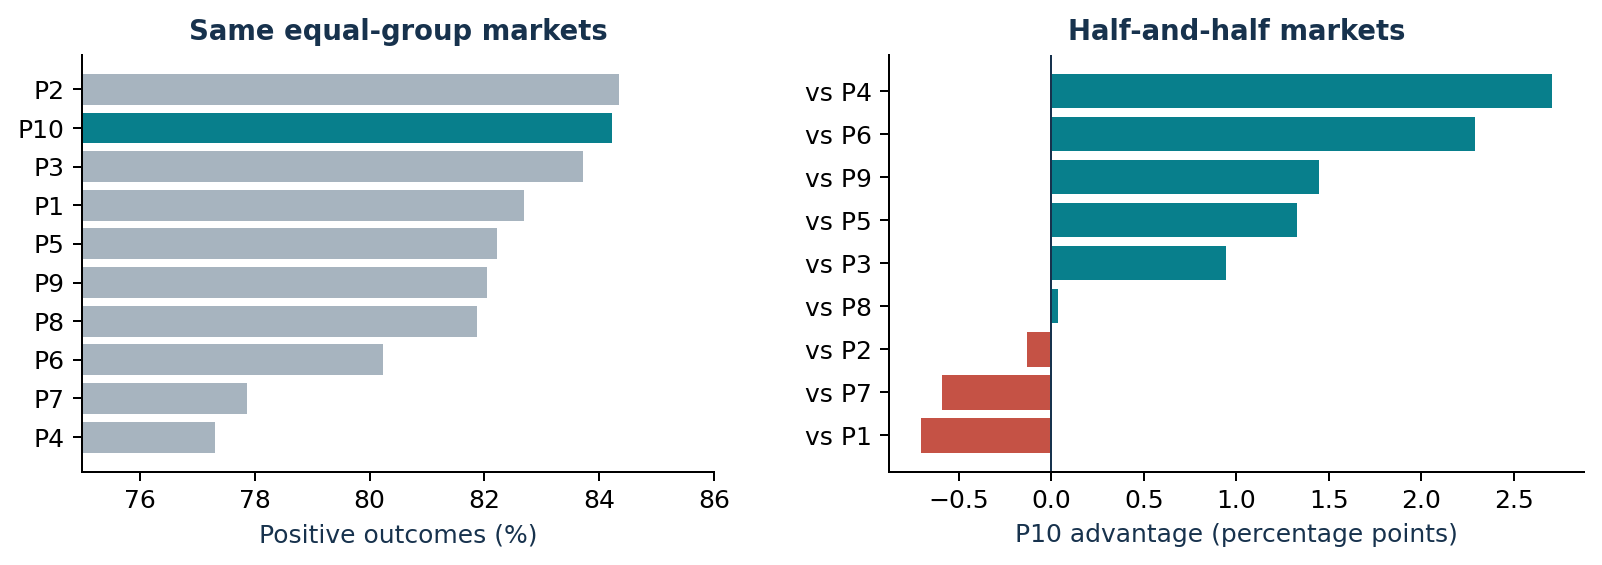 Same equal-group markets
P2
P10
P3
P1
P5
P9
P8
P6
P7
P4
76 78 80 82 84 86
Positive outcomes (%)
Half-and-half markets
vs P4
vs P6
vs P9
vs P5
vs P3
vs P8
vs P2
vs P7
vs P1
−0.5 0.0 0.5 1.0 1.5 2.0 2.5
P10 advantage (percentage points)